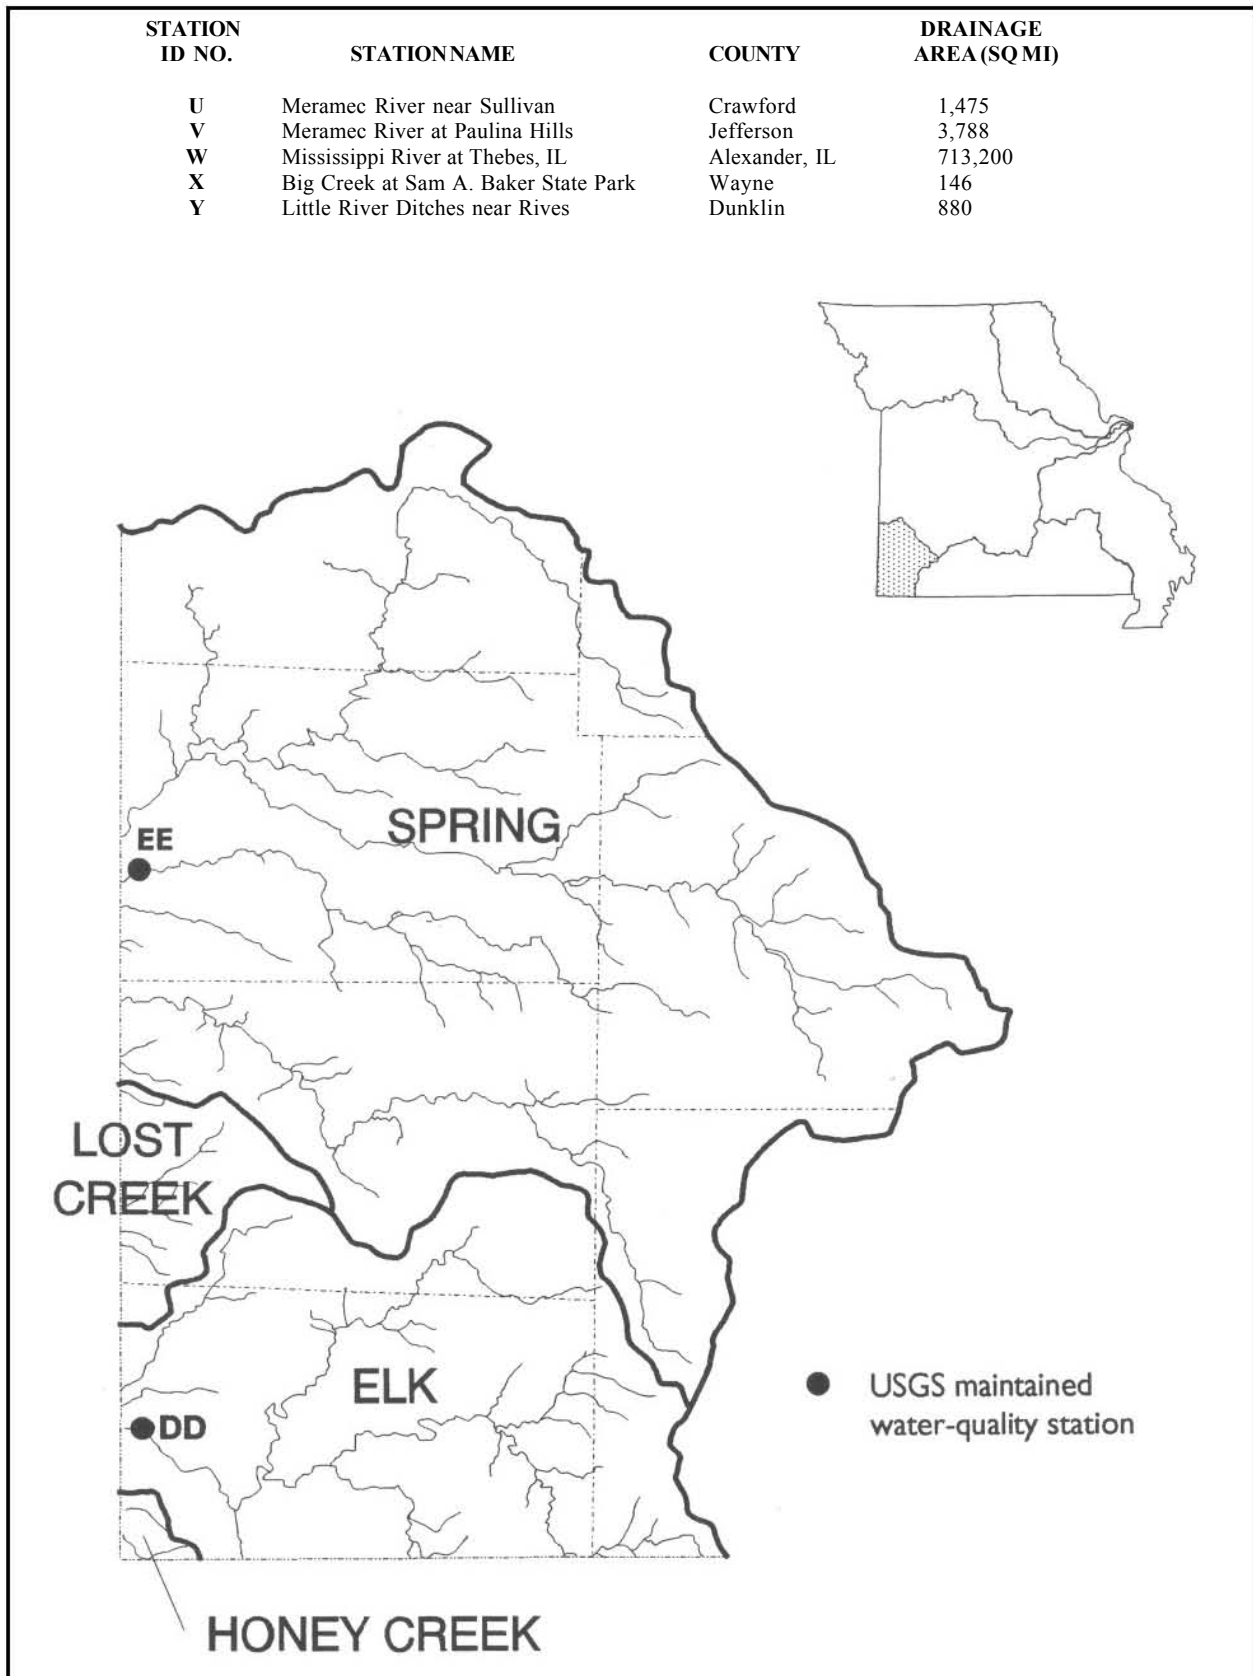 STATION ID NO. STATION NAME COUNTY DRAINAGE AREA (SQ MI)
U Meramec River near Sullivan Crawford 1,475
V Meramec River at Paulina Hills Jefferson 3,788
W Mississippi River at Thebes, IL Alexander, IL 713,200
X Big Creek at Sam A. Baker State Park Wayne 146
Y Little River Ditches near Rives Dunklin 880
SPRING
EE
LOST
CREEK
ELK
DD
USGS maintained
water-quality station
HONEY CREEK